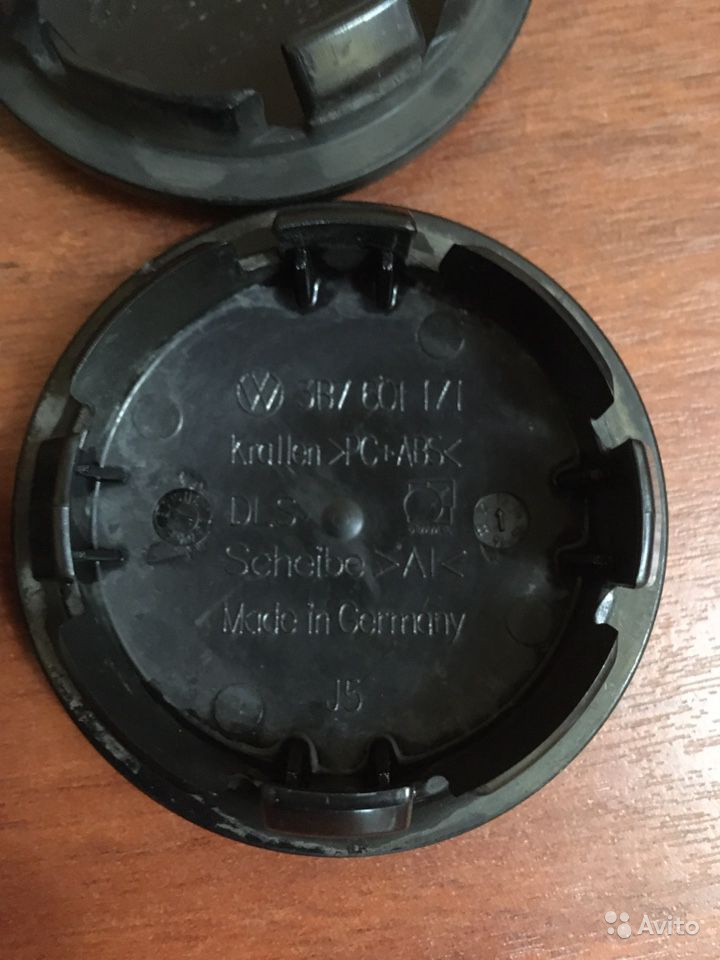 3B7 601 171
Krallen >PC+ABS<
DLS
Scheibe >Al<
Made in Germany
J5
Avito